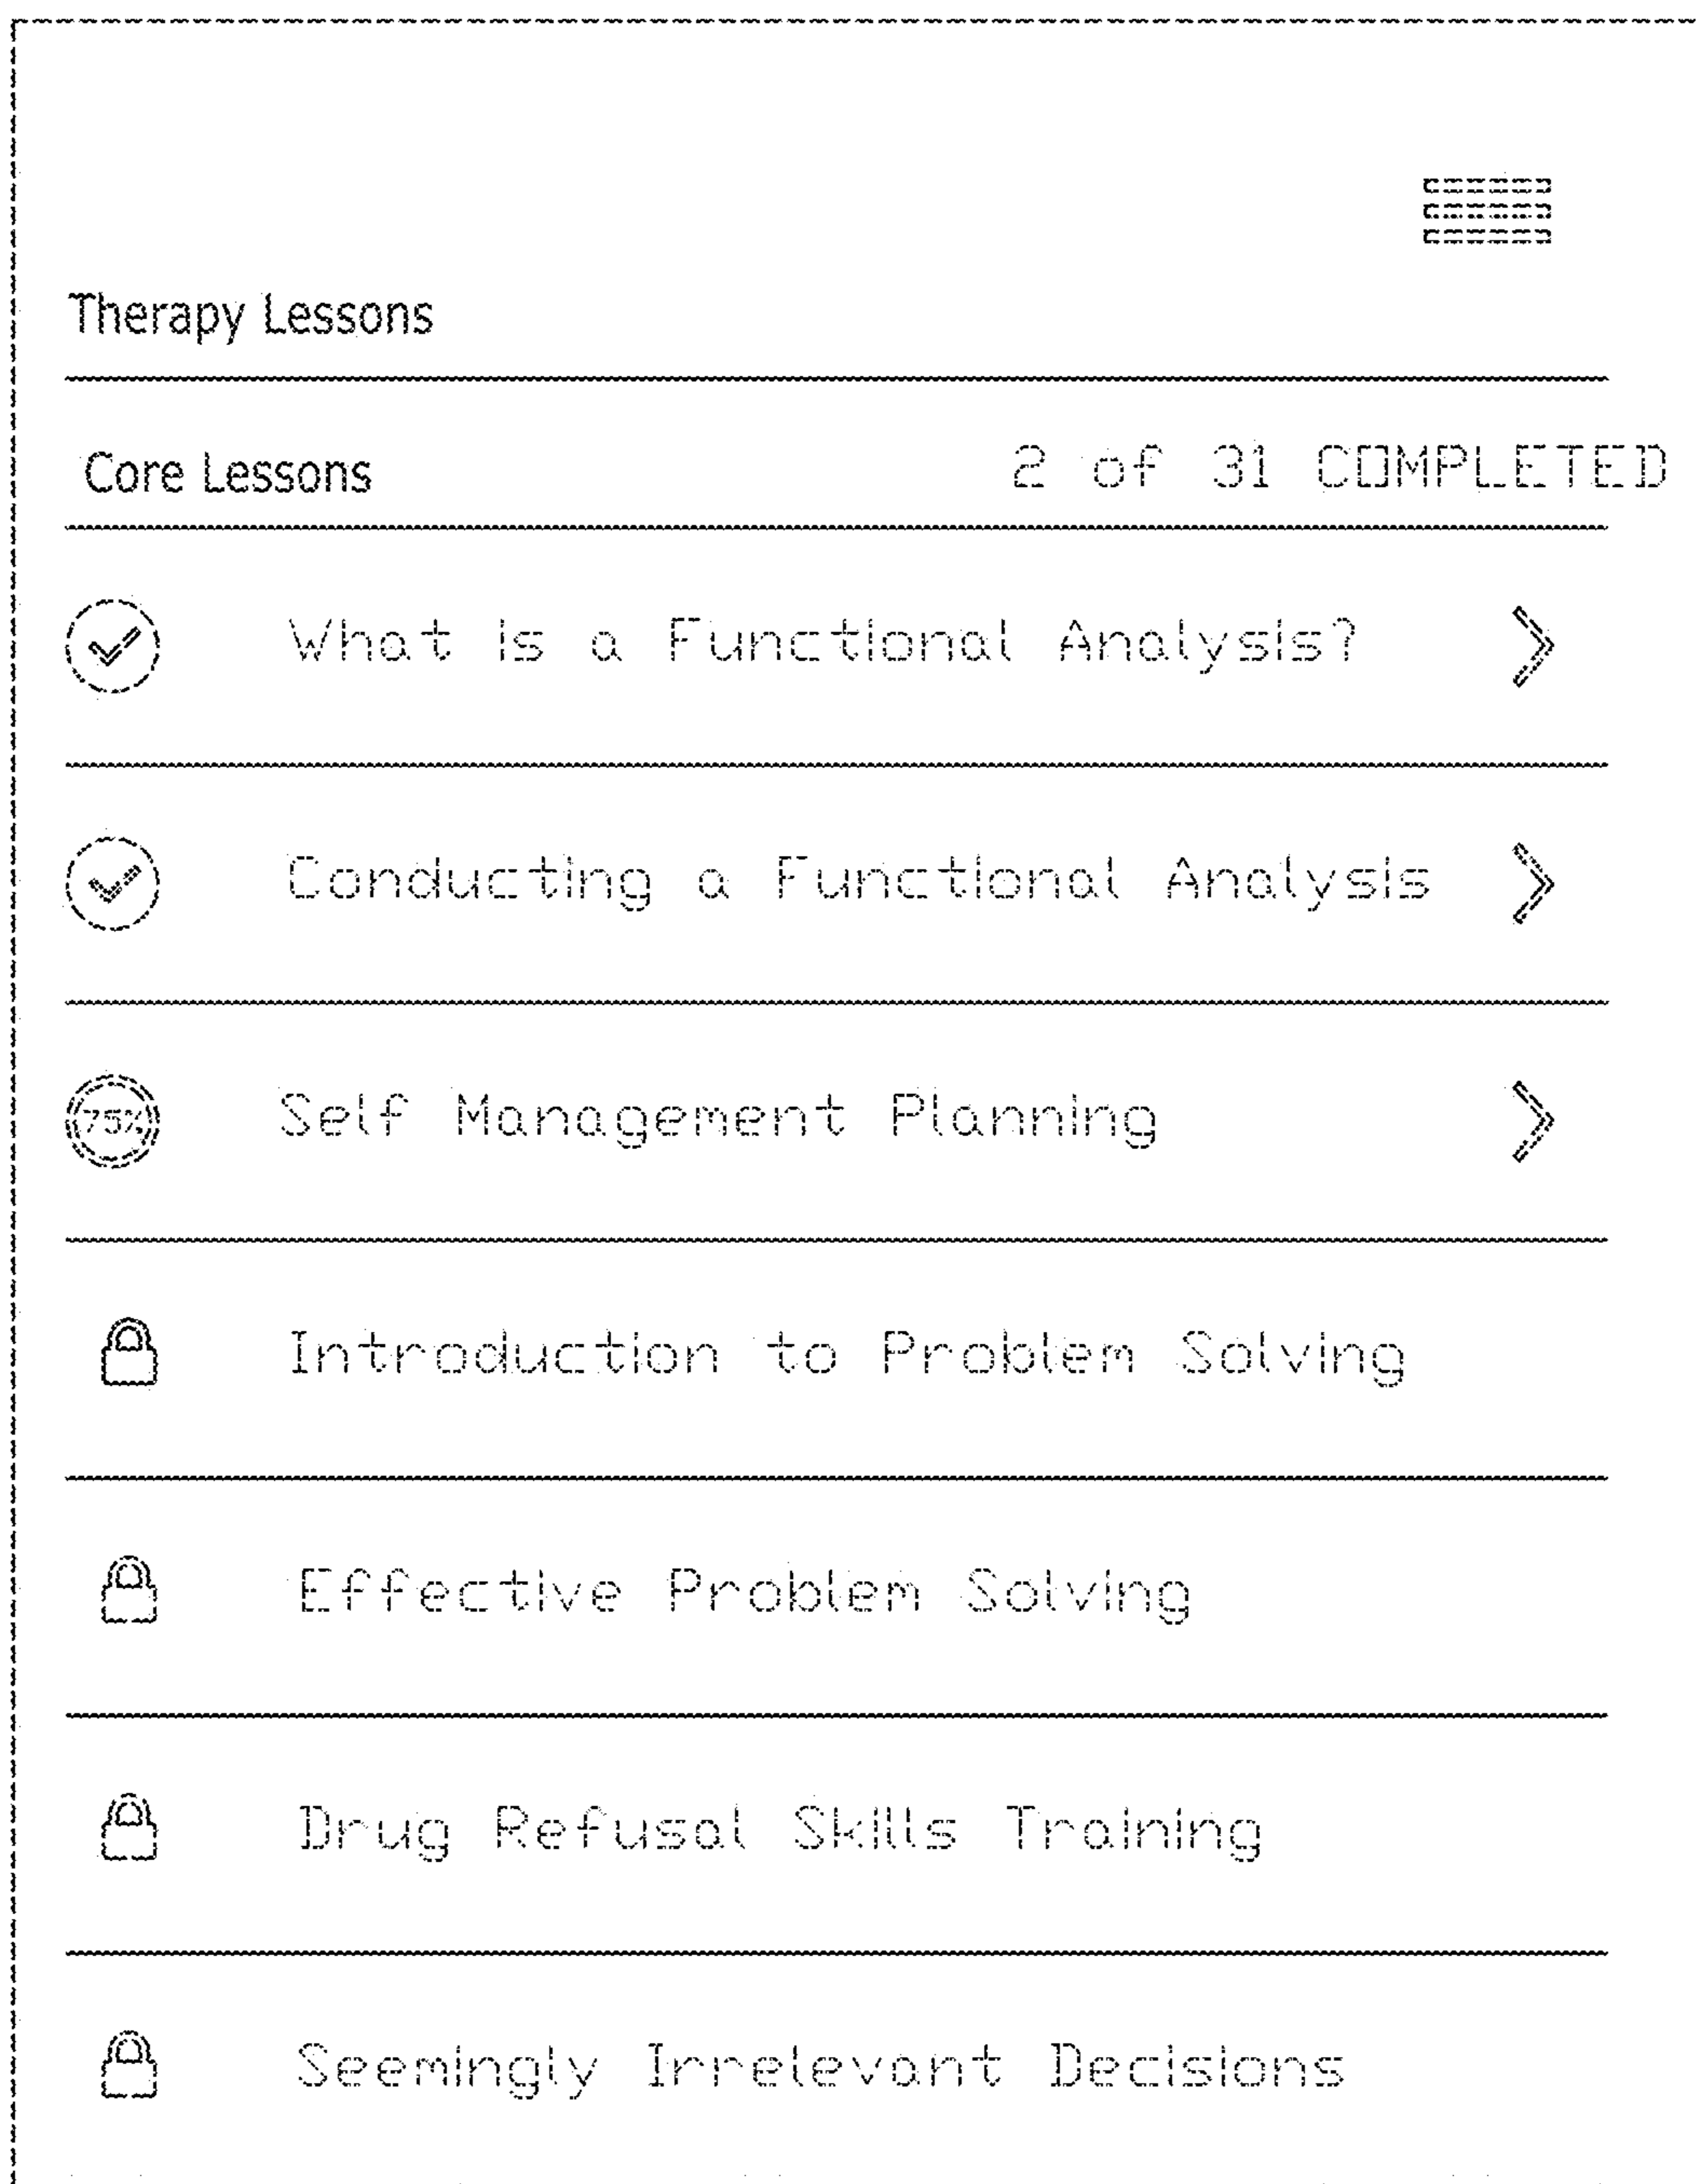 Therapy Lessons
Core Lessons 2 of 31 COMPLETED
What is a Functional Analysis?
Conducting a Functional Analysis
75% Self Management Planning
Introduction to Problem Solving
Effective Problem Solving
Drug Refusal Skills Training
Seemingly Irrelevant Decisions